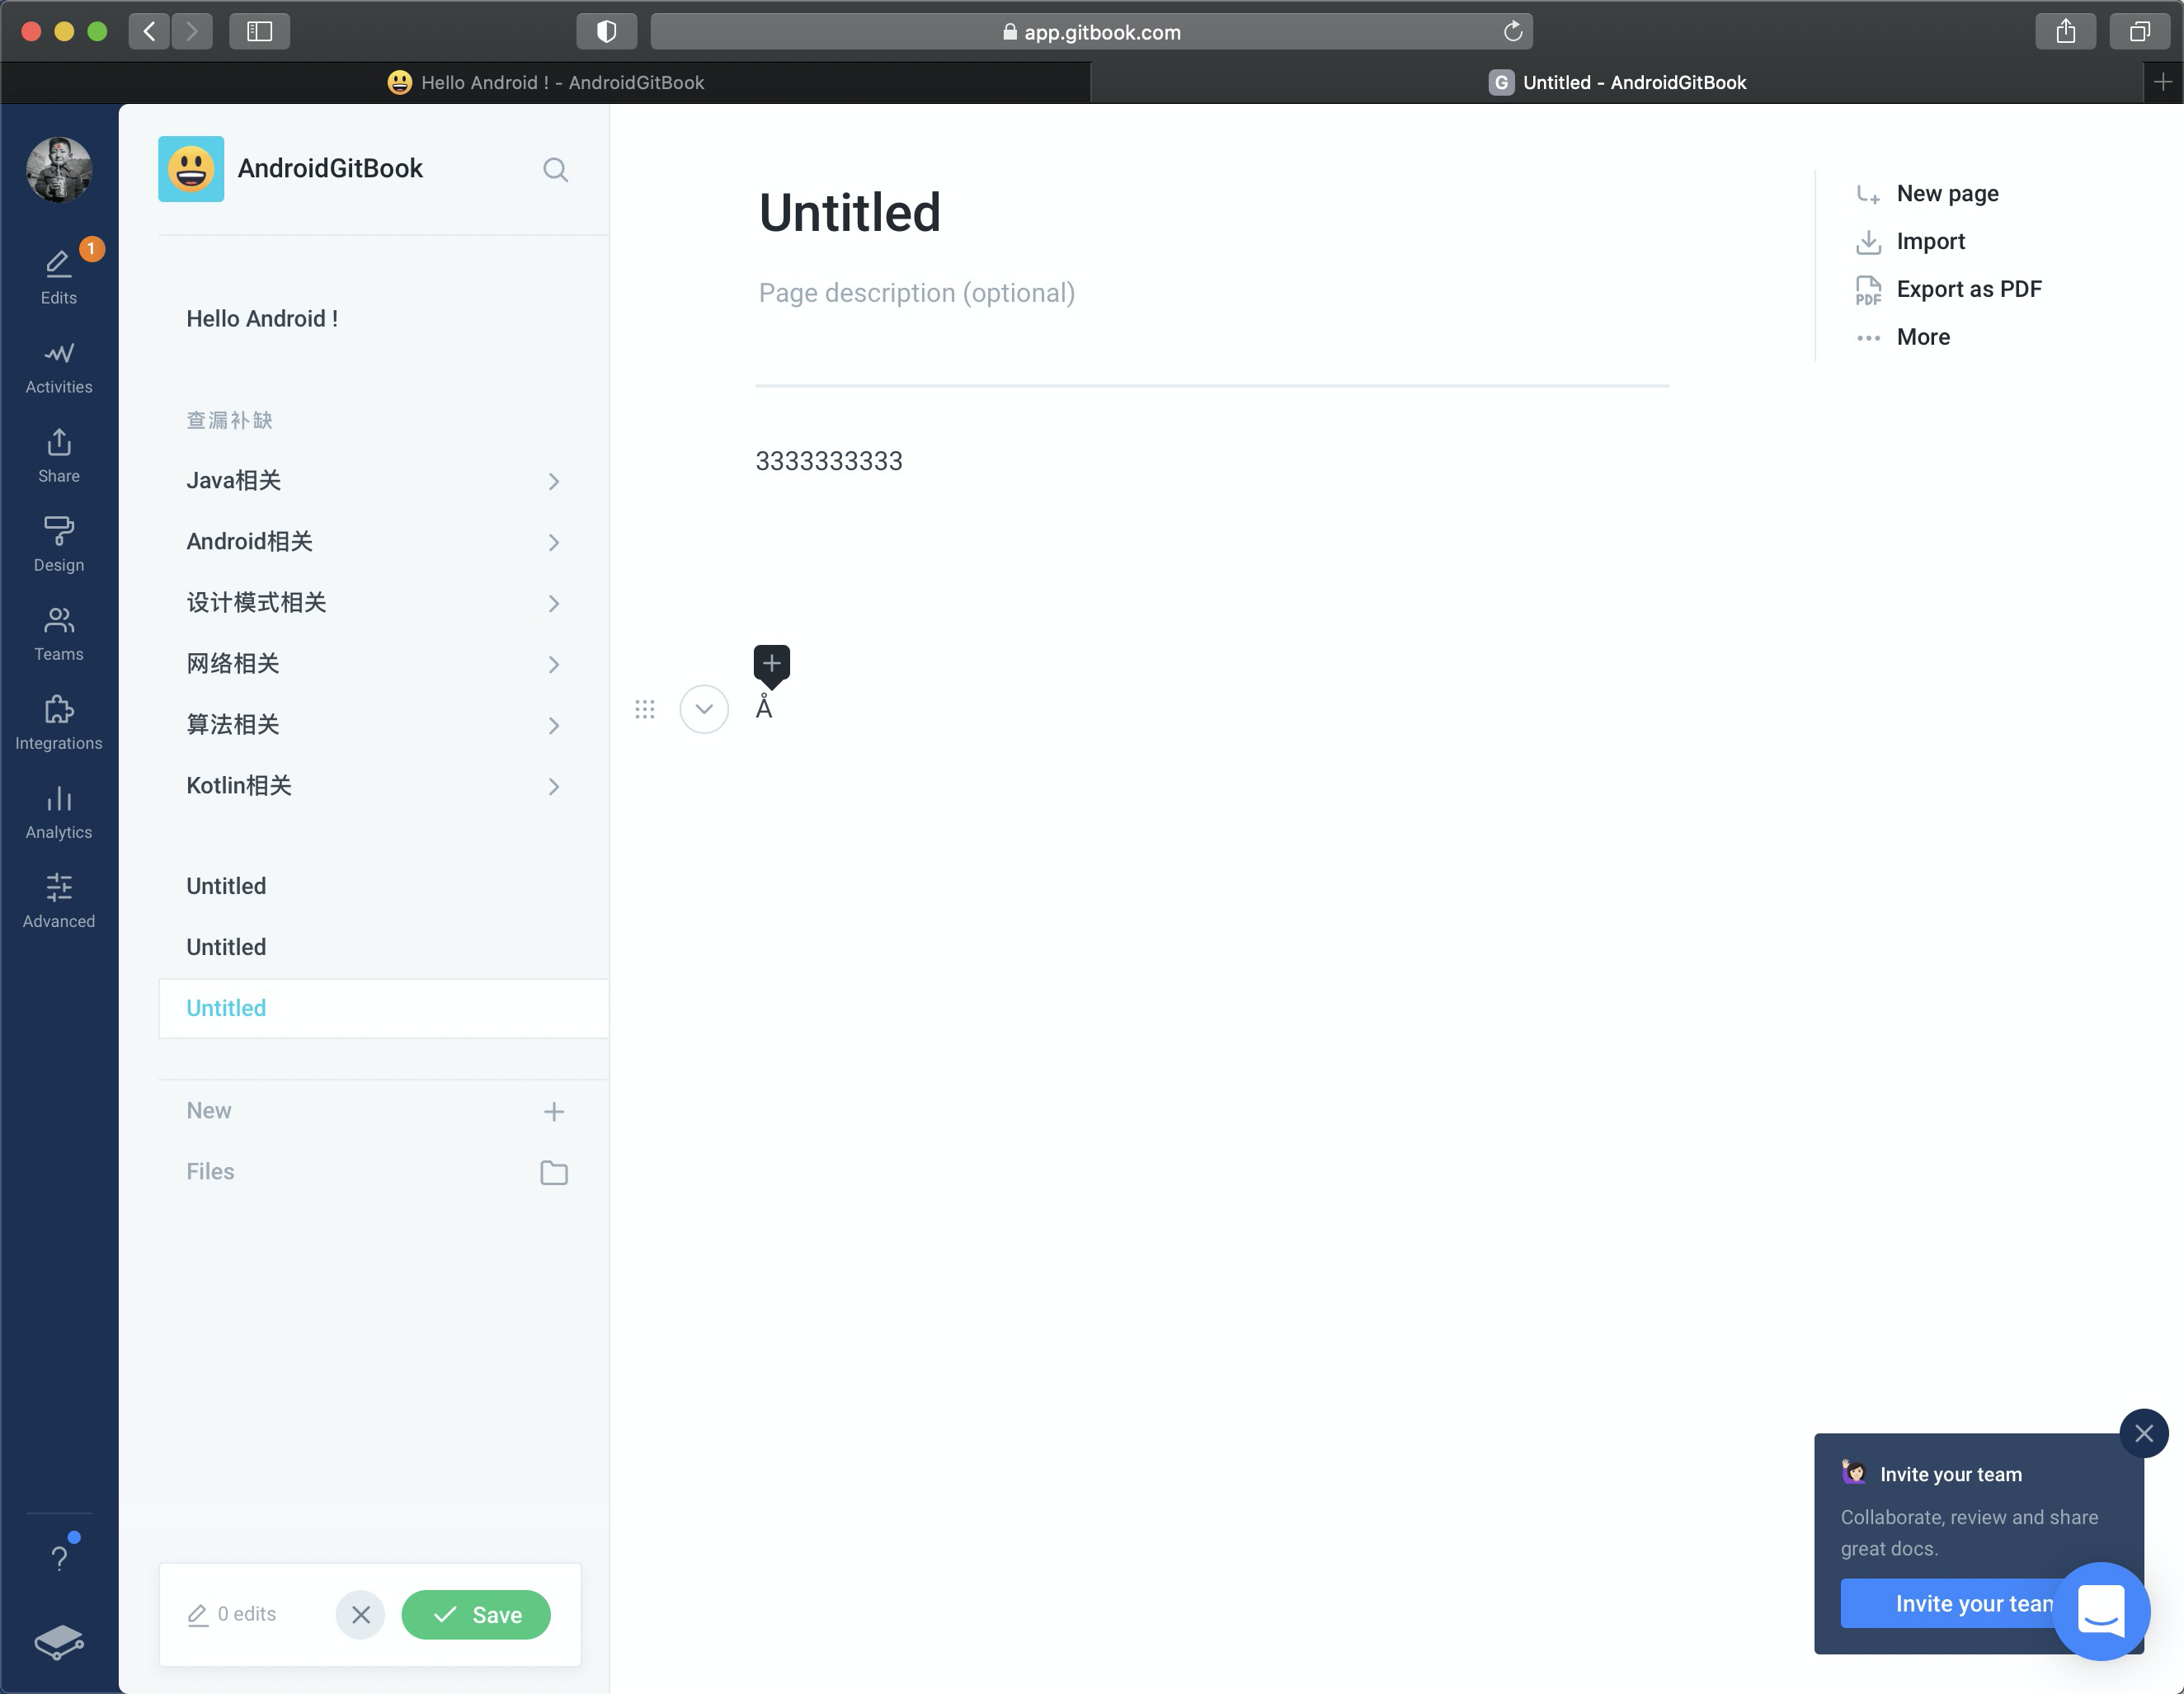 app.gitbook.com
Hello Android ! - AndroidGitBook
G Untitled - AndroidGitBook
1
Edits
Activities
Share
Design
Teams
Integrations
Analytics
Advanced
?
AndroidGitBook
Hello Android !
查漏补缺
Java相关
Android相关
设计模式相关
网络相关
算法相关
Kotlin相关
Untitled
Untitled
Untitled
New
Files
0 edits
Save
Untitled
Page description (optional)
3333333333
Å
New page
Import
PDF Export as PDF
More
Invite your team
Collaborate, review and share
great docs.
Invite your team